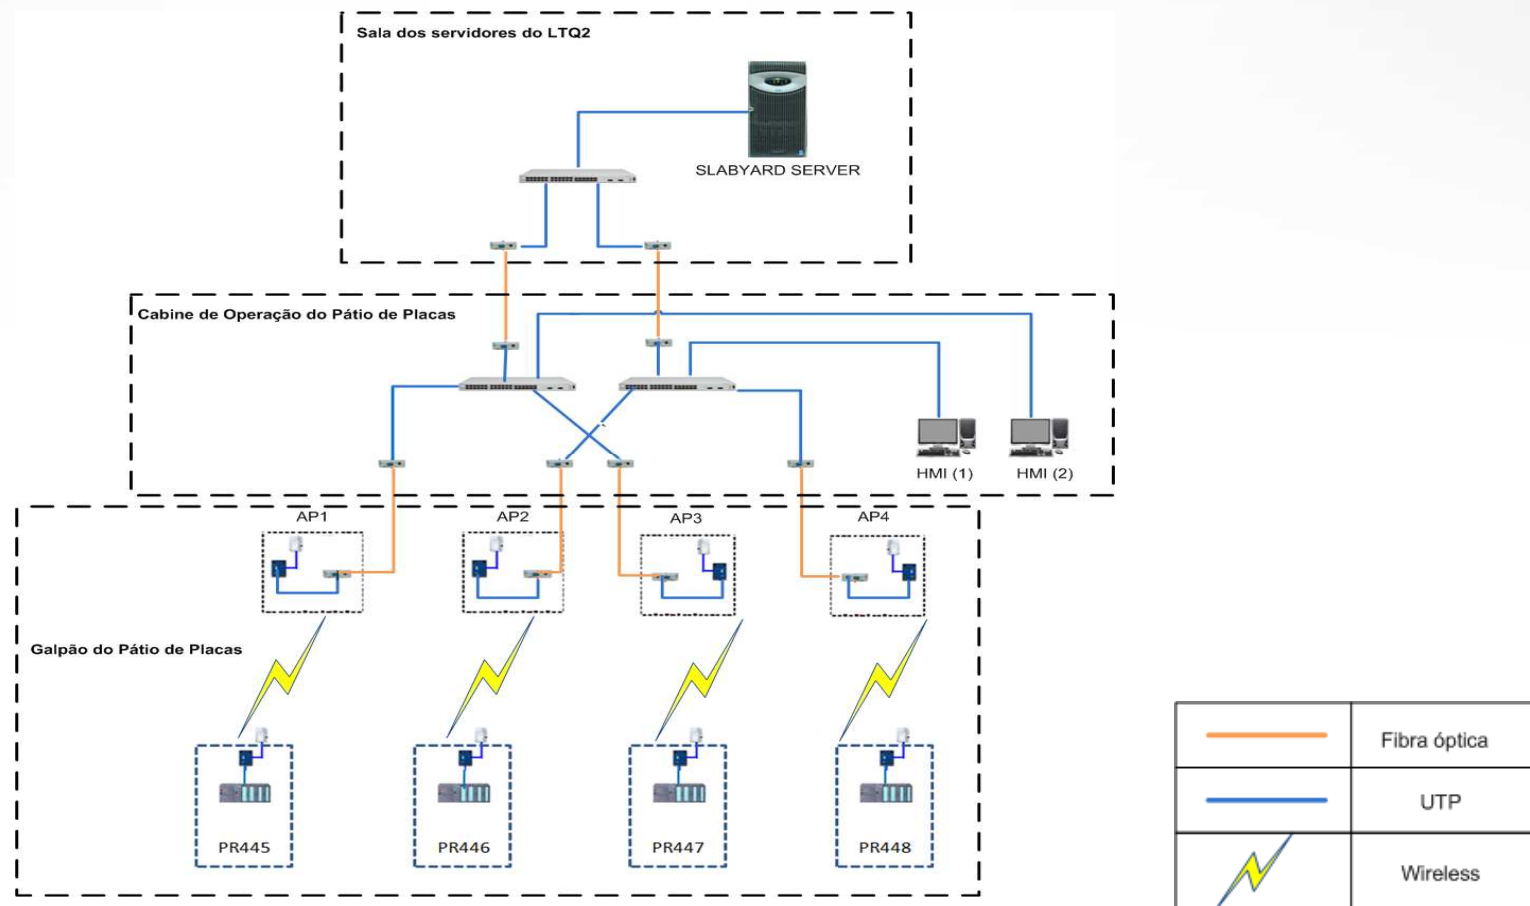 Sala dos servidores do LTQ2
SLABYARD SERVER
Cabine de Operação do Pátio de Placas
HMI (1)
HMI (2)
AP1
AP2
AP3
AP4
Galpão do Pátio de Placas
PR445
PR446
PR447
PR448
Fibra óptica
UTP
Wireless